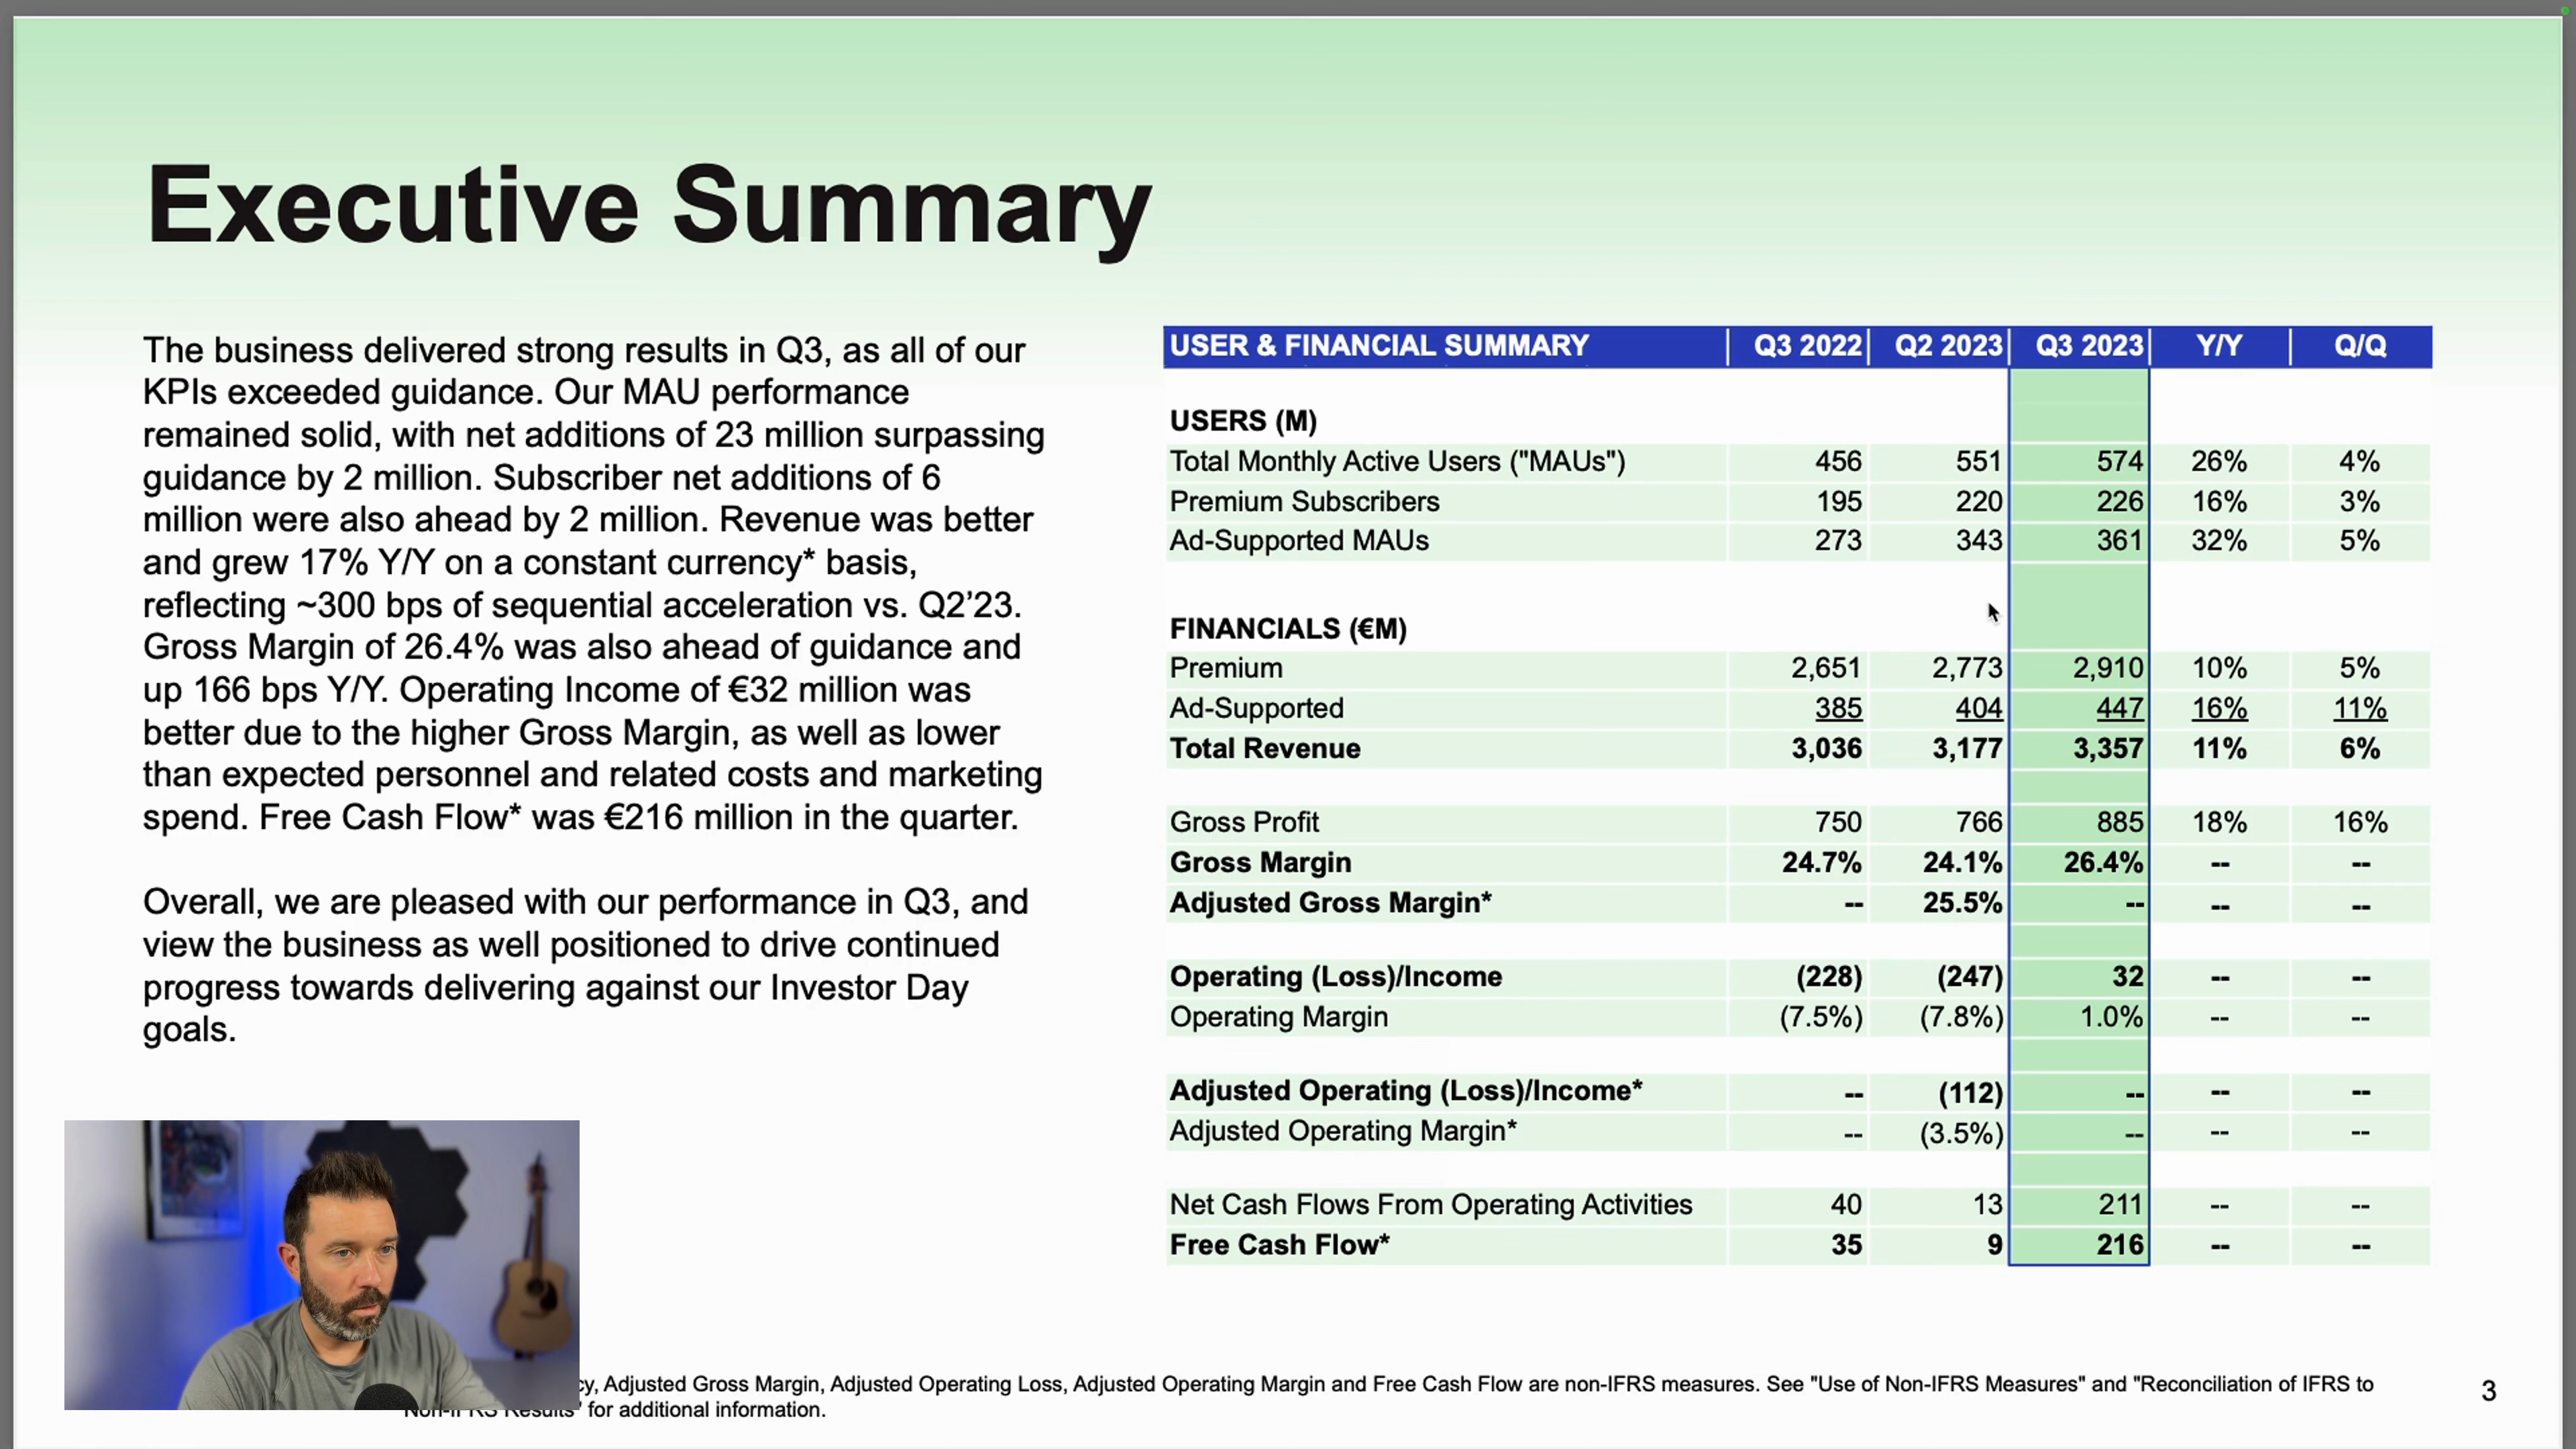 Executive Summary
The business delivered strong results in Q3, as all of our
KPIs exceeded guidance. Our MAU performance
remained solid, with net additions of 23 million surpassing
guidance by 2 million. Subscriber net additions of 6
million were also ahead by 2 million. Revenue was better
and grew 17% Y/Y on a constant currency* basis,
reflecting ~300 bps of sequential acceleration vs. Q2’23.
Gross Margin of 26.4% was also ahead of guidance and
up 166 bps Y/Y. Operating Income of €32 million was
better due to the higher Gross Margin, as well as lower
than expected personnel and related costs and marketing
spend. Free Cash Flow* was €216 million in the quarter.
Overall, we are pleased with our performance in Q3, and
view the business as well positioned to drive continued
progress towards delivering against our Investor Day
goals.
USER & FINANCIAL SUMMARY Q3 2022 Q2 2023 Q3 2023 Y/Y Q/Q
USERS (M)
Total Monthly Active Users ("MAUs") 456 551 574 26% 4%
Premium Subscribers 195 220 226 16% 3%
Ad-Supported MAUs 273 343 361 32% 5%
FINANCIALS (€M)
Premium 2,651 2,773 2,910 10% 5%
Ad-Supported 385 404 447 16% 11%
Total Revenue 3,036 3,177 3,357 11% 6%
Gross Profit 750 766 885 18% 16%
Gross Margin 24.7% 24.1% 26.4% -- --
Adjusted Gross Margin* -- 25.5% -- -- --
Operating (Loss)/Income (228) (247) 32 -- --
Operating Margin (7.5%) (7.8%) 1.0% -- --
Adjusted Operating (Loss)/Income* -- (112) -- -- --
Adjusted Operating Margin* -- (3.5%) -- -- --
Net Cash Flows From Operating Activities 40 13 211 -- --
Free Cash Flow* 35 9 216 -- --
cy, Adjusted Gross Margin, Adjusted Operating Loss, Adjusted Operating Margin and Free Cash Flow are non-IFRS measures. See "Use of Non-IFRS Measures" and "Reconciliation of IFRS to
Non-IFRS Results" for additional information.
3